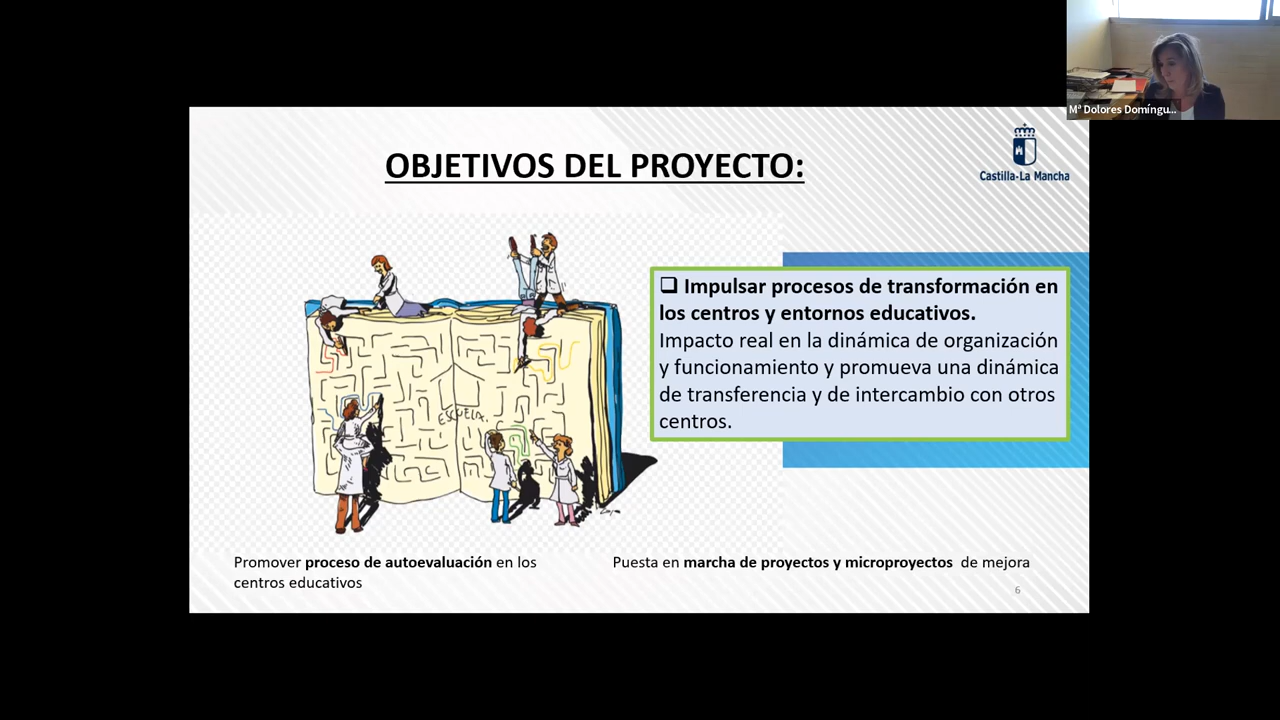 Mª Dolores Domíngu...
OBJETIVOS DEL PROYECTO:
Castilla-La Mancha
❑ Impulsar procesos de transformación en
los centros y entornos educativos.
Impacto real en la dinámica de organización
y funcionamiento y promueva una dinámica
de transferencia y de intercambio con otros
centros.
ESCUELA
Promover proceso de autoevaluación en los
centros educativos
Puesta en marcha de proyectos y microproyectos de mejora
6